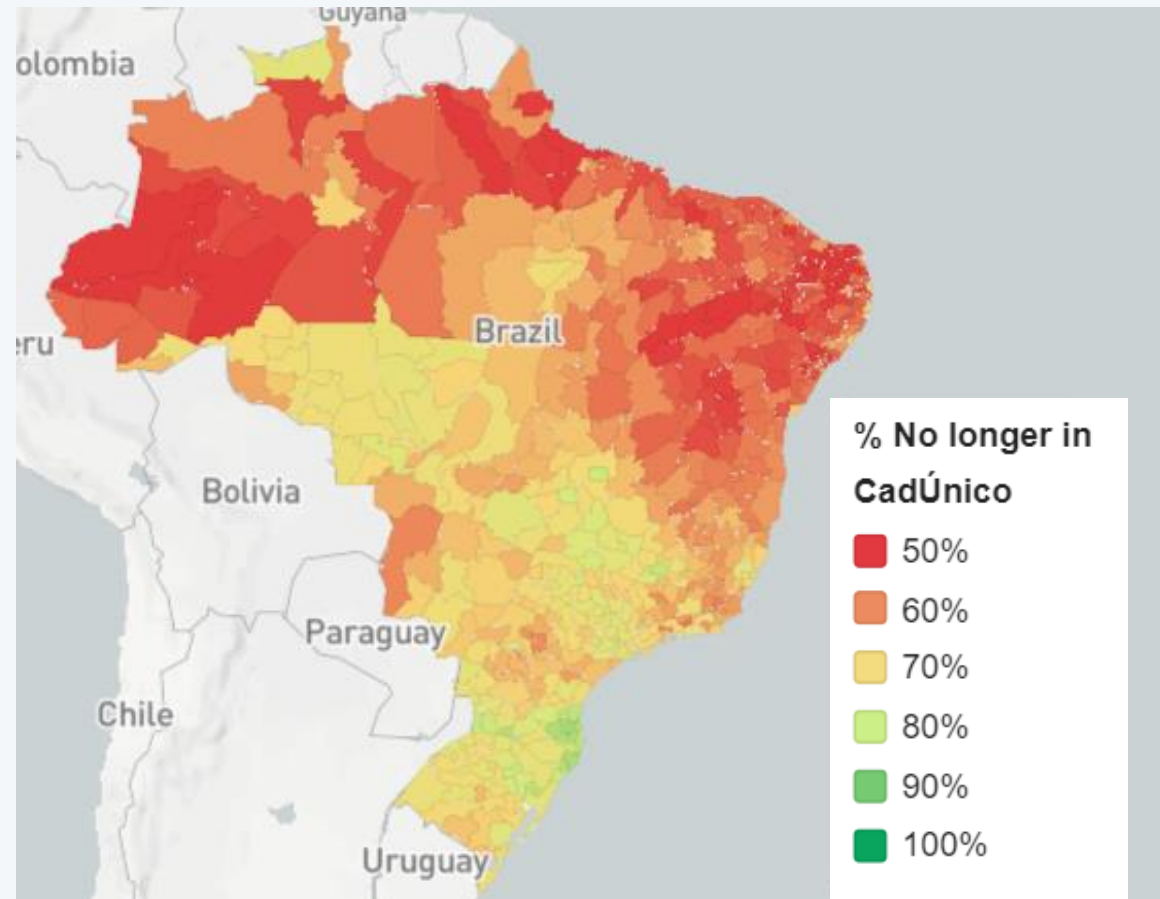 Guyana
olombia
Brazil
eru
Bolivia
Paraguay
Chile
Uruguay
% No longer in
CadÚnico
50%
60%
70%
80%
90%
100%